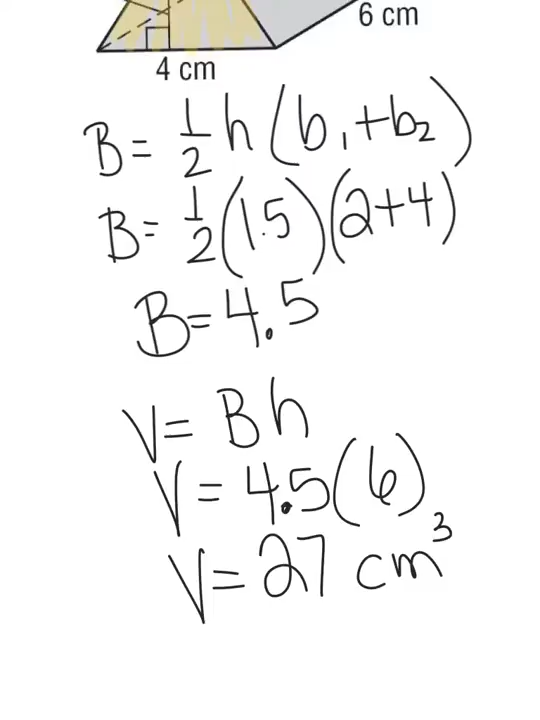 6 cm
4 cm
B = 1/2 h (b₁ + b₂)
B = 1/2 (1.5)(2+4)
B = 4.5
V = Bh
V = 4.5(6)
V = 27 cm³